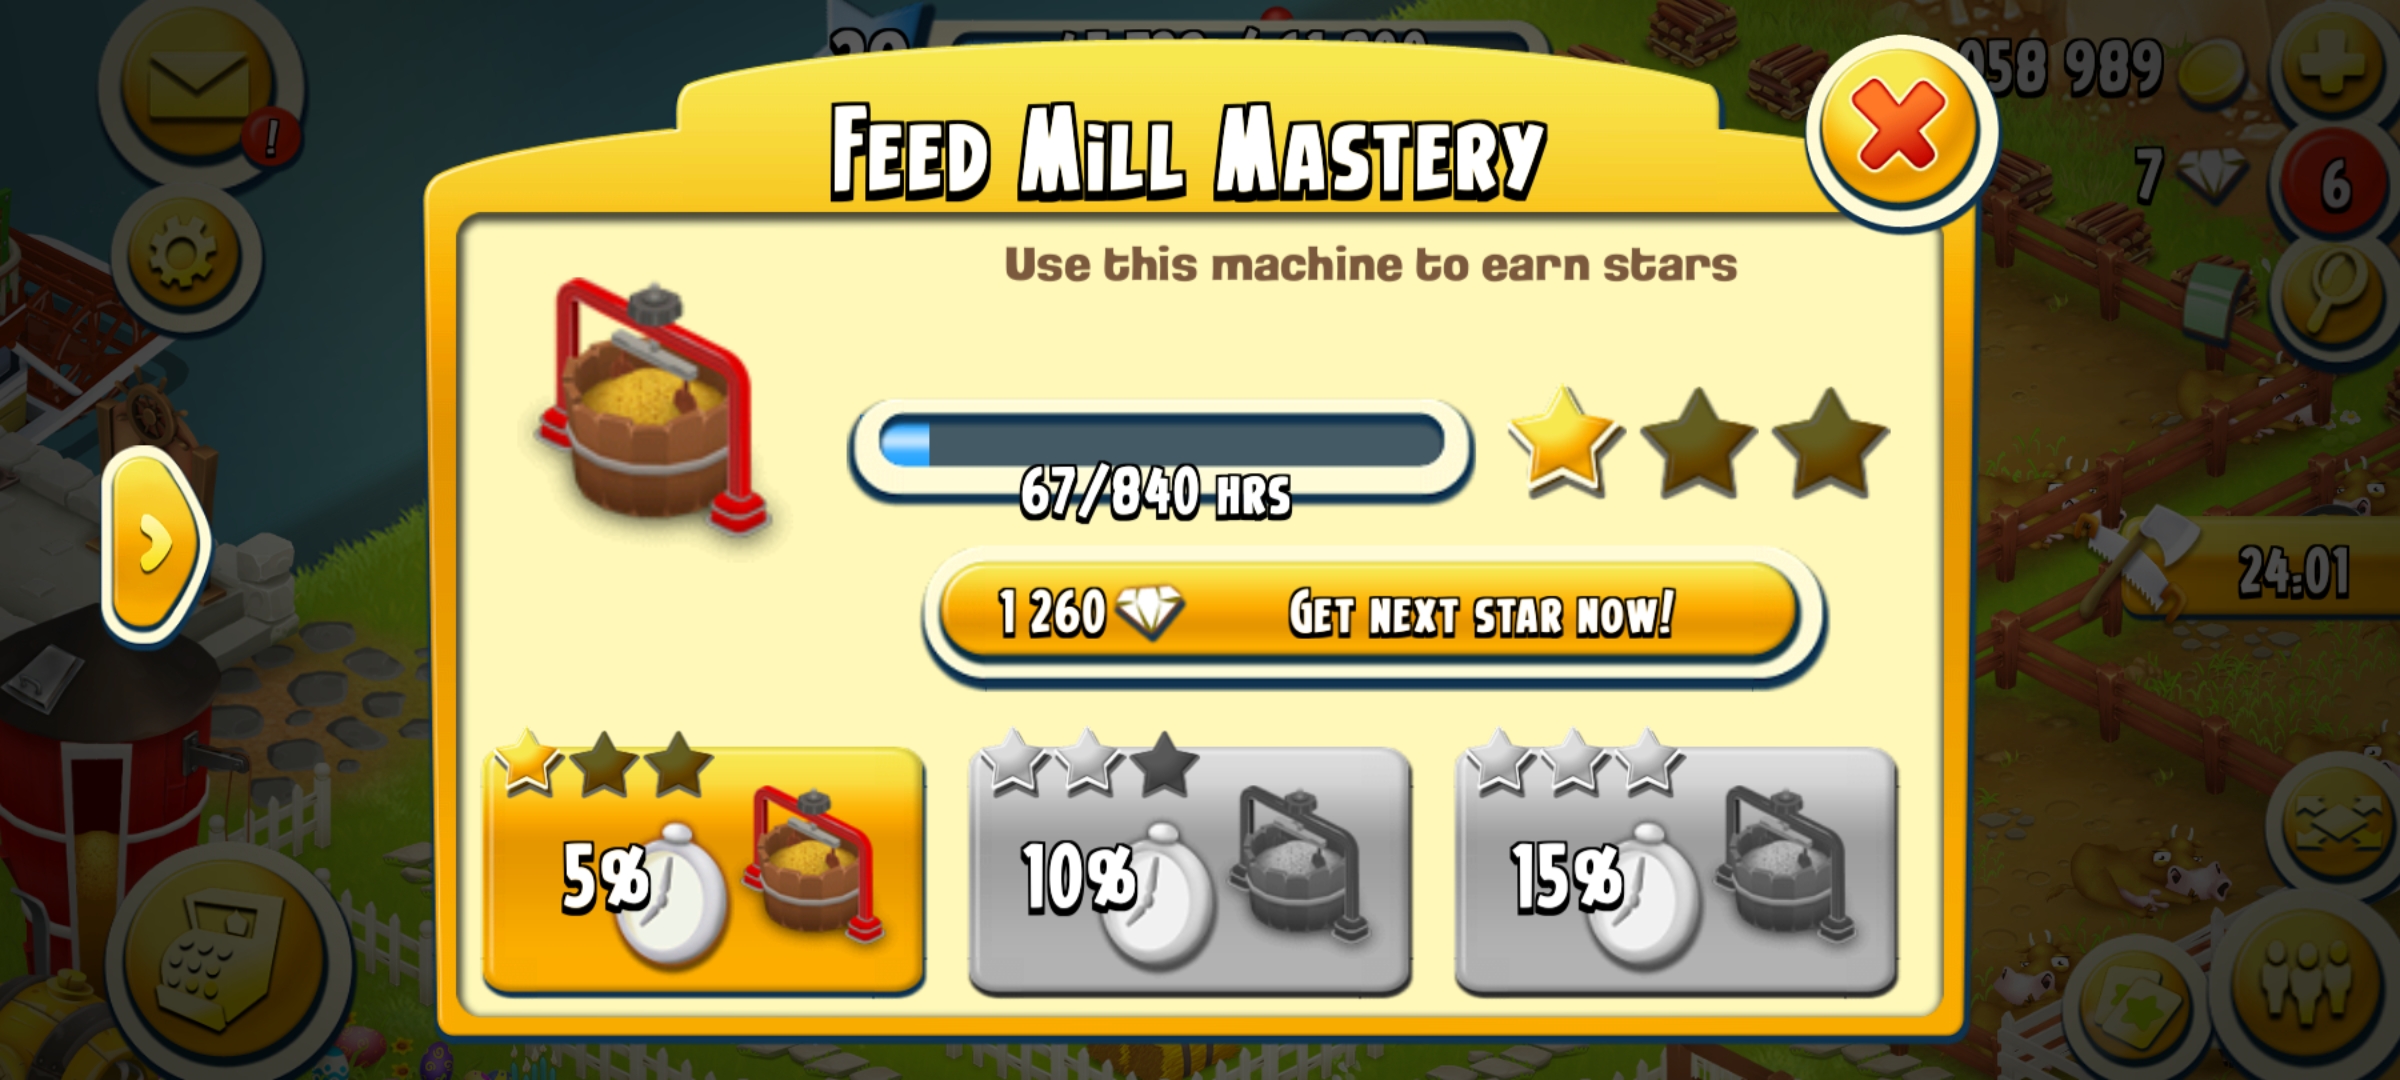 058 989
!
FEED MiLL MASTERY
7
6
Use this machine to earn stars
67/840 HRS
24:01
1 260 GET NEXT STAR NOW!
5%
10%
15%